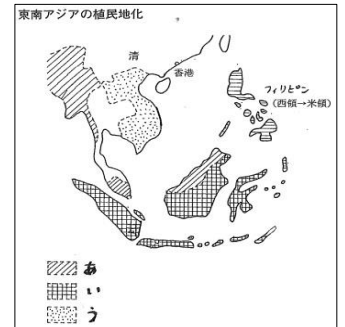 東南アジアの植民地化
清
香港
フィリピン
(西領→米領)
あ
い
う